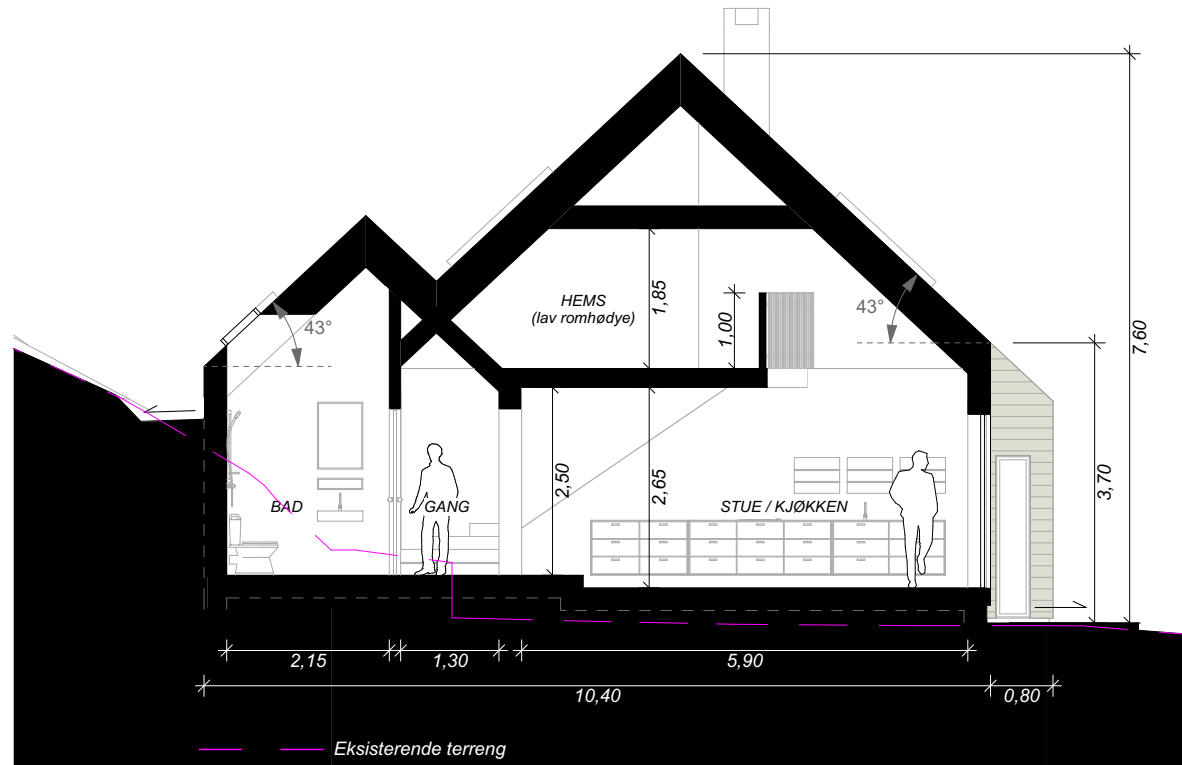 HEMS
(lav romhødye)
1,85
1,00
43°
43°
7,60
3,70
2,50
2,65
BAD
GANG
STUE / KJØKKEN
2,15
1,30
5,90
10,40
0,80
Eksisterende terreng